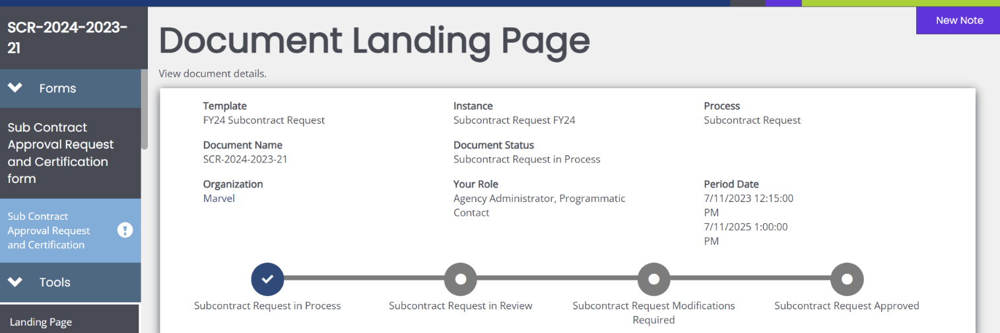 SCR-2024-2023-
21
New Note
Document Landing Page
View document details.
Forms
Sub Contract
Approval Request
and Certification
form
Sub Contract
Approval Request
and Certification
Tools
Landing Page
Template
FY24 Subcontract Request
Instance
Subcontract Request FY24
Process
Subcontract Request
Document Name
SCR-2024-2023-21
Document Status
Subcontract Request in Process
Organization
Marvel
Your Role
Agency Administrator, Programmatic
Contact
Period Date
7/11/2023 12:15:00
PM
7/11/2025 1:00:00
PM
Subcontract Request in Process
Subcontract Request in Review
Subcontract Request Modifications
Required
Subcontract Request Approved